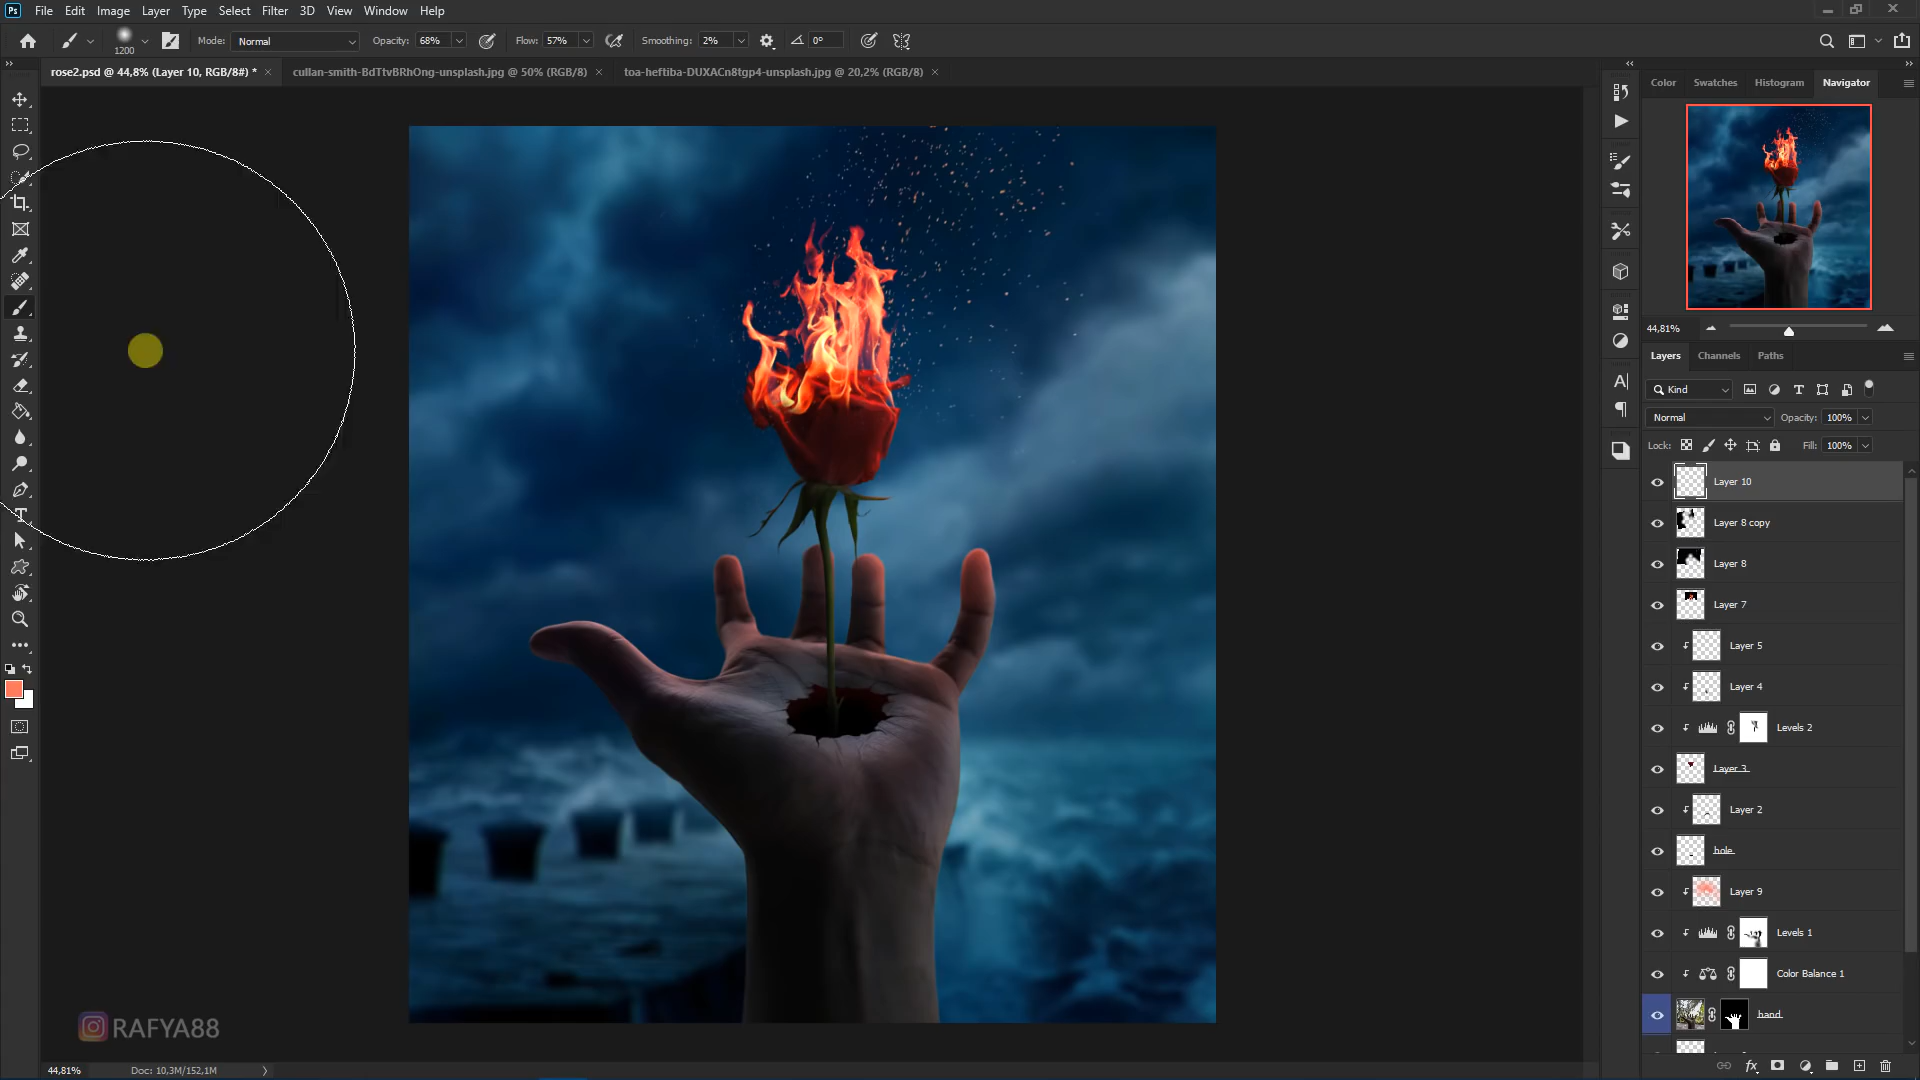 Ps File Edit Image Layer Type Select Filter 3D View Window Help
1200 Mode: Normal Opacity: 68% Flow: 57% Smoothing: 2% 0°
rose2.psd @ 44,8% (Layer 10, RGB/8#) * × cullan-smith-BdTtvBRhOng-unsplash.jpg @ 50% (RGB/8) × toa-heftiba-DUXACn8tgp4-unsplash.jpg @ 20,2% (RGB/8) ×
Color Swatches Histogram Navigator
44,81%
Layers Channels Paths
Kind
Normal Opacity: 100%
Lock: Fill: 100%
Layer 10
Layer 8 copy
Layer 8
Layer 7
Layer 5
Layer 4
Levels 2
Layer 3
Layer 2
hole
Layer 9
Levels 1
Color Balance 1
hand
RAFYA88
44,81% Doc: 10,3M/152,1M